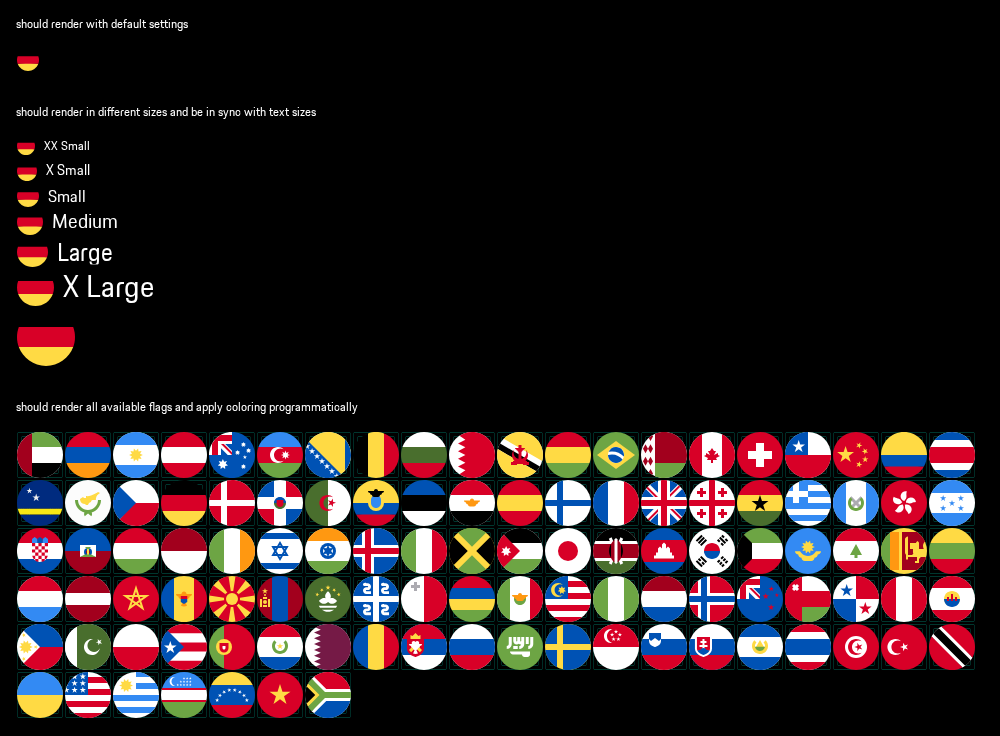 should render with default settings
should render in different sizes and be in sync with text sizes
XX Small
X Small
Small
Medium
Large
X Large
should render all available flags and apply coloring programmatically